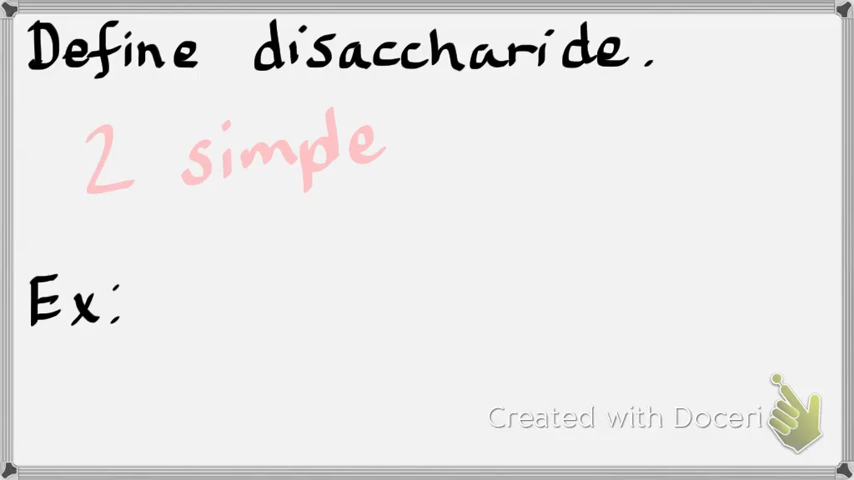 Define disaccharide.
2 simple
Ex:
Created with Doceri